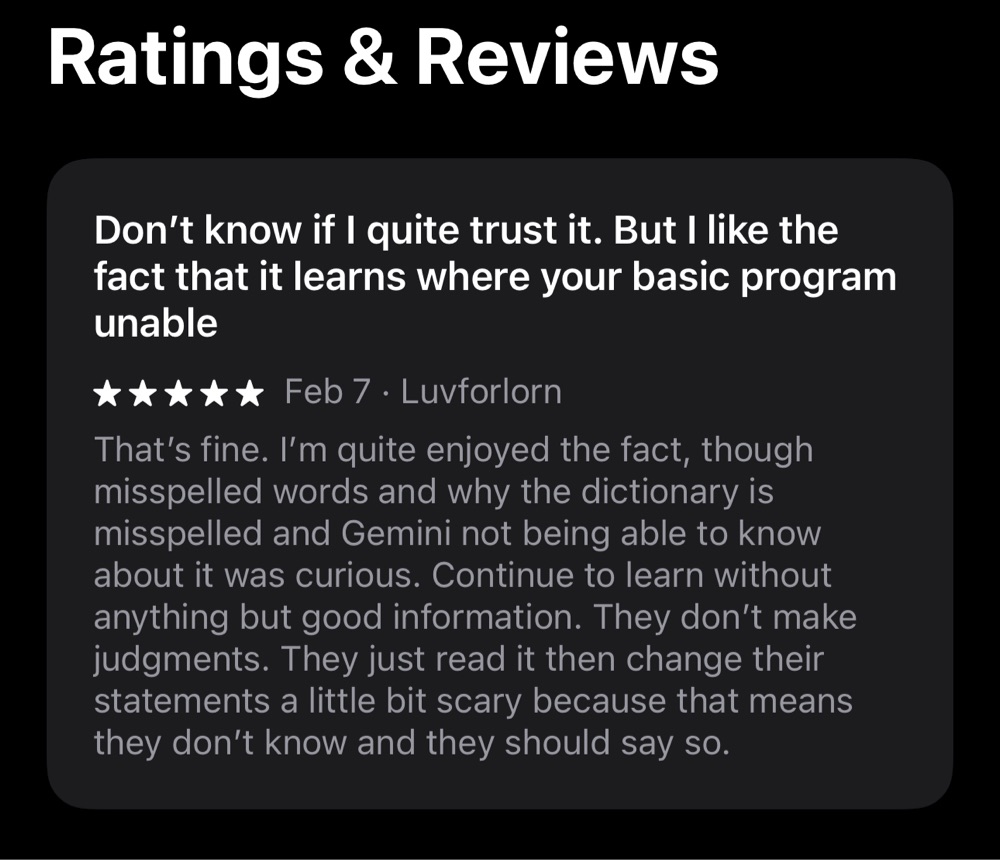 Ratings & Reviews
Don’t know if I quite trust it. But I like the
fact that it learns where your basic program
unable
★★★★★ Feb 7 · Luvforlorn
That’s fine. I’m quite enjoyed the fact, though
misspelled words and why the dictionary is
misspelled and Gemini not being able to know
about it was curious. Continue to learn without
anything but good information. They don’t make
judgments. They just read it then change their
statements a little bit scary because that means
they don’t know and they should say so.